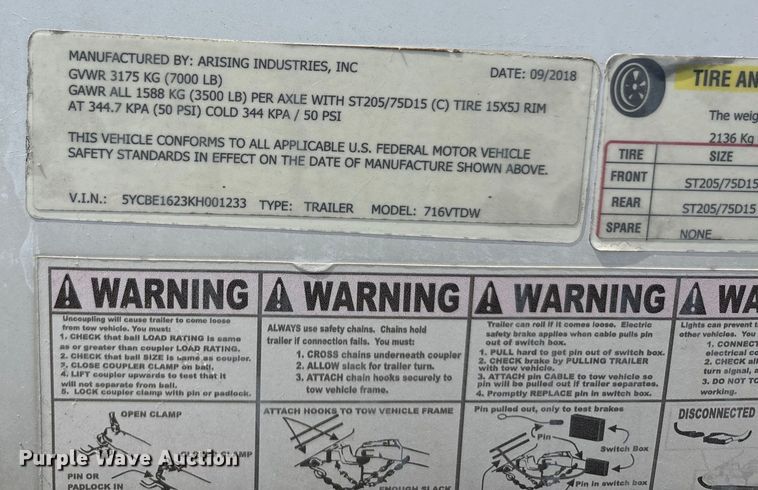 MANUFACTURED BY: ARISING INDUSTRIES, INC
DATE: 09/2018
GVWR 3175 KG (7000 LB)
GAWR ALL 1588 KG (3500 LB) PER AXLE WITH ST205/75D15 (C) TIRE 15X5J RIM
AT 344.7 KPA (50 PSI) COLD 344 KPA / 50 PSI
THIS VEHICLE CONFORMS TO ALL APPLICABLE U.S. FEDERAL MOTOR VEHICLE
SAFETY STANDARDS IN EFFECT ON THE DATE OF MANUFACTURE SHOWN ABOVE.
V.I.N.: 5YCBE1623KH001233 TYPE: TRAILER MODEL: 716VTDW
TIRE AN
The weig
2136 Kg
TIRE SIZE
FRONT ST205/75D15
REAR ST205/75D15
SPARE NONE
WARNING
Uncoupling will cause trailer to come loose
from tow vehicle. You must:
1. CHECK that ball LOAD RATING is same
as or greater than coupler LOAD RATING.
2. CHECK that ball SIZE is same as coupler.
3. CLOSE COUPLER CLAMP on ball.
4. LIFT coupler upwards to test that it
will not separate from ball.
5. LOCK coupler clamp with pin or padlock.
OPEN CLAMP
PIN OR
PADLOCK IN
WARNING
ALWAYS use safety chains. Chains hold
trailer if connection fails. You must:
1. CROSS chains underneath coupler
2. ALLOW slack for trailer turn.
3. ATTACH chain hooks securely to
tow vehicle frame.
ATTACH HOOKS TO TOW VEHICLE FRAME
ENOUGH SLACK
WARNING
Trailer can roll if it comes loose. Electric
safety brake applies when cable pulls pin
out of switch box.
1. PULL hard to get pin out of switch box.
2. CHECK brake by PULLING TRAILER
with tow vehicle.
3. ATTACH pin CABLE to tow vehicle so
pin will be pulled out if trailer separates.
4. Promptly REPLACE pin in switch box.
Pin pulled out, only to test brakes
Pin
Switch Box
Pin in switch box
WA
Lights can prevent t
other vehicles. You
1. CONNECT
electrical co
2. CHECK all
turn signal, a
3. DO NOT TO
working.
DISCONNECTED
Purple Wave Auction